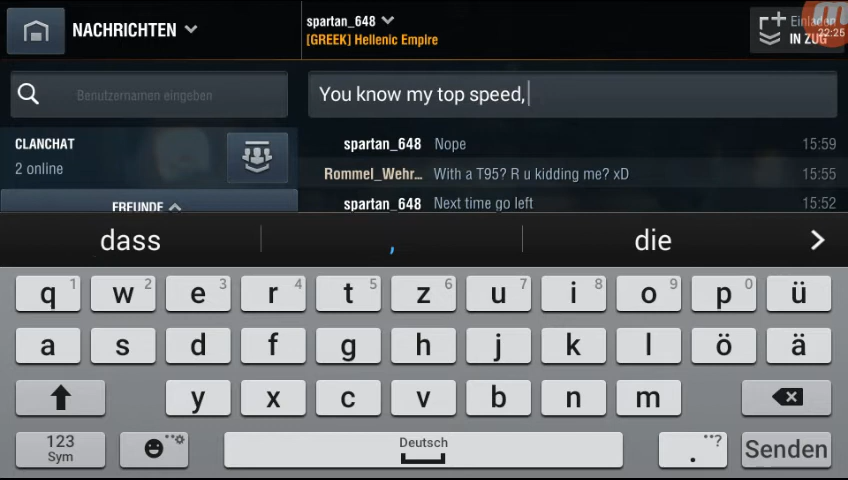 NACHRICHTEN
spartan_648
[GREEK] Hellenic Empire
Einladen
IN ZUG
22:25
Benutzernamen eingeben
You know my top speed,
CLANCHAT
2 online
FREUNDE
spartan_648 Nope 15:59
Rommel_Wehr... With a T95? R u kidding me? xD 15:55
spartan_648 Next time go left 15:52
dass , die
q 1 w 2 e 3 r 4 t 5 z 6 u 7 i 8 o 9 p 0 ü
a s d f g h j k l ö ä
y x c v b n m
123
Sym
Deutsch
. ?
Senden